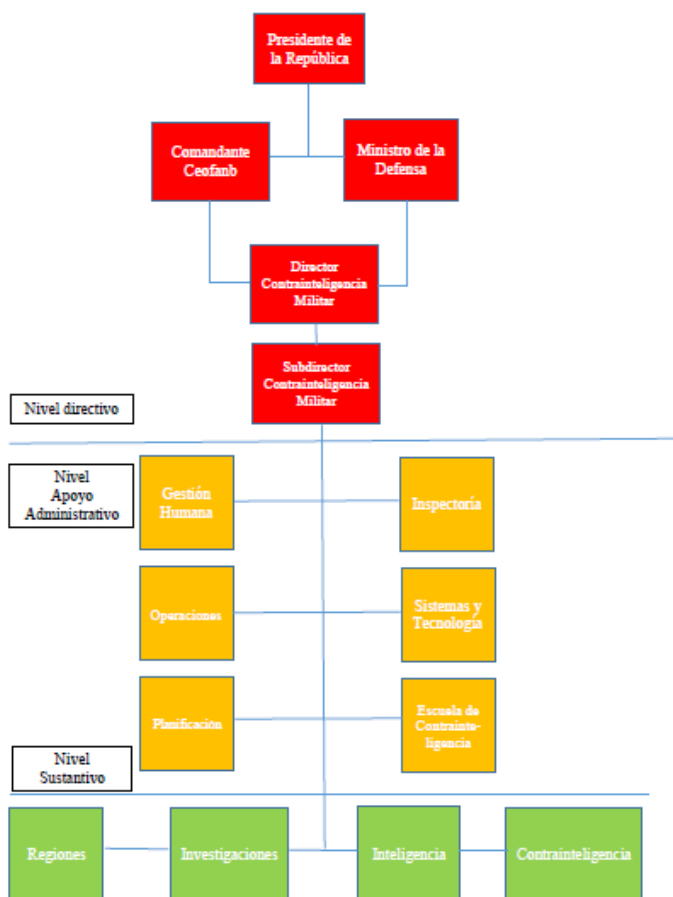 Presidente de
la República
Comandante
Ceofanb
Ministro de la
Defensa
Director
Contrainteligencia
Militar
Subdirector
Contrainteligencia
Militar
Nivel directivo
Nivel
Apoyo
Administrativo
Gestión
Humana
Inspectoría
Operaciones
Sistemas y
Tecnología
Planificación
Escuela de
Contrainte-
ligencia
Nivel
Sustantivo
Regiones
Investigaciones
Inteligencia
Contrainteligencia